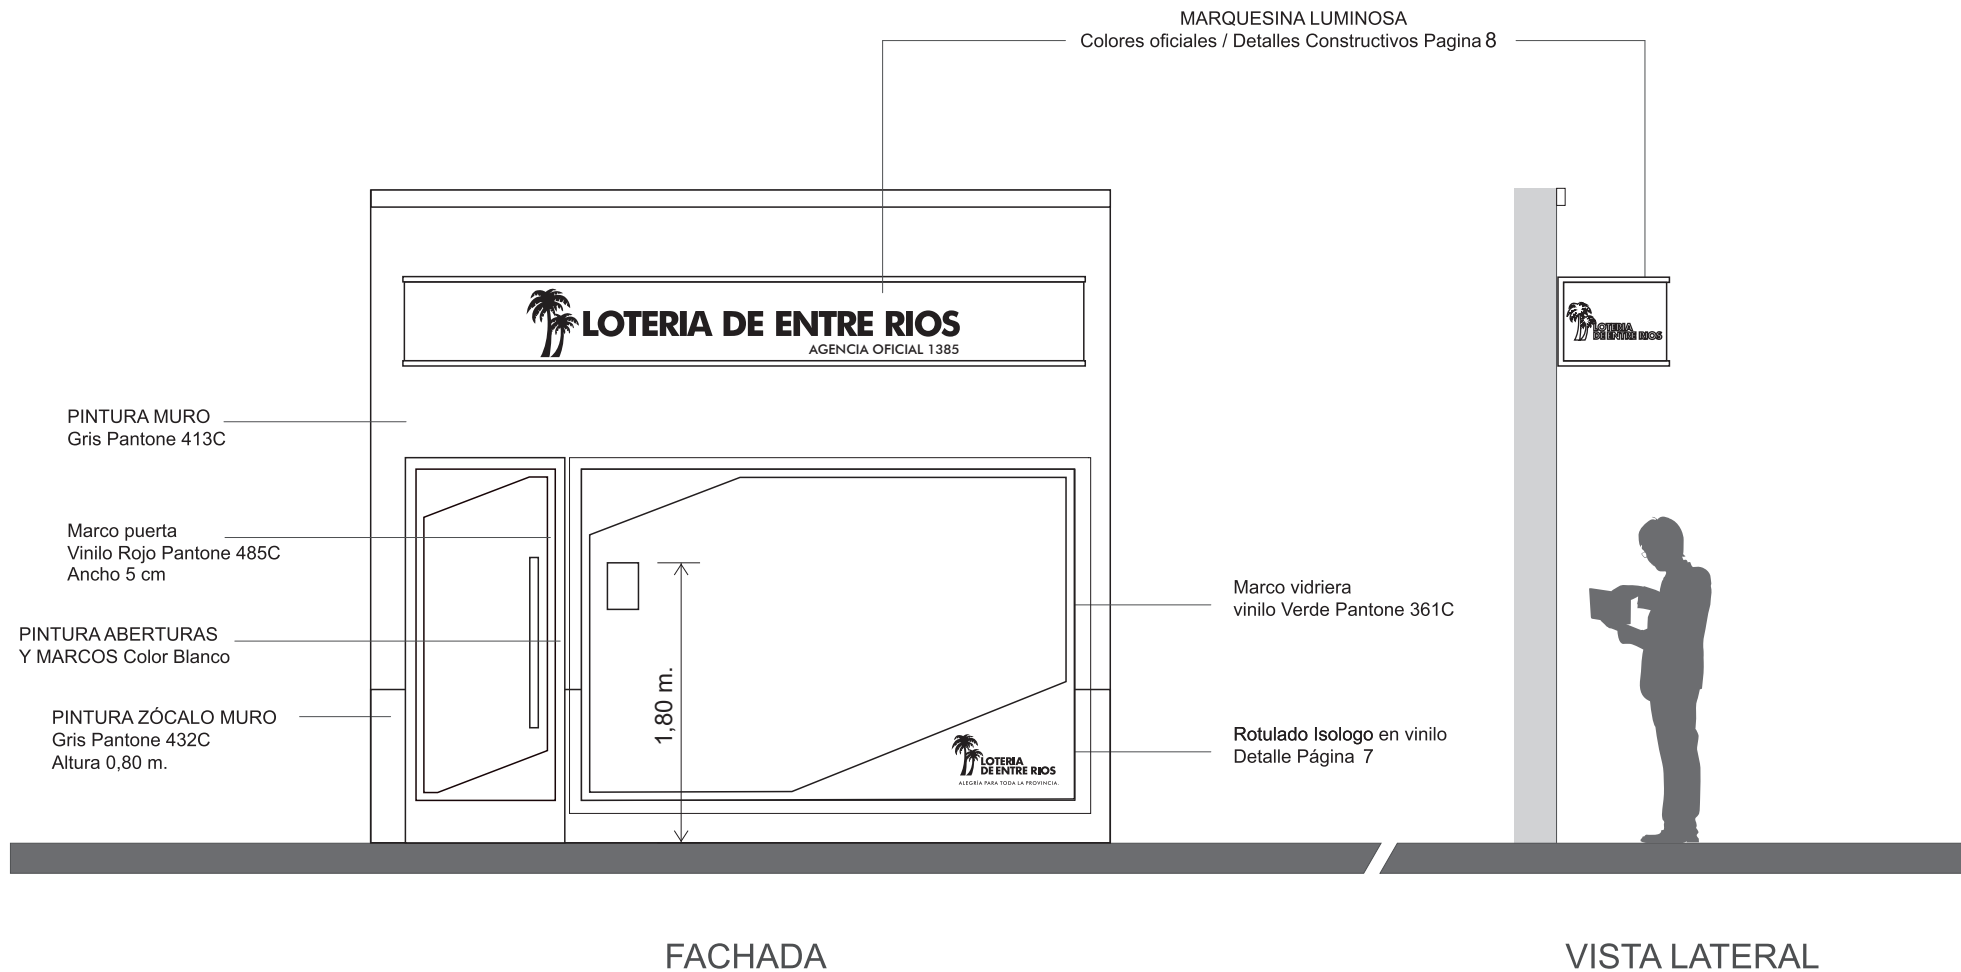 MARQUESINA LUMINOSA
Colores oficiales / Detalles Constructivos Pagina 8
LOTERIA DE ENTRE RIOS
AGENCIA OFICIAL 1385
LOTERIA
DE ENTRE RIOS
PINTURA MURO
Gris Pantone 413C
Marco puerta
Vinilo Rojo Pantone 485C
Ancho 5 cm
PINTURA ABERTURAS
Y MARCOS Color Blanco
PINTURA ZÓCALO MURO
Gris Pantone 432C
Altura 0,80 m.
1,80 m.
Marco vidriera
vinilo Verde Pantone 361C
Rotulado Isologo en vinilo
Detalle Página 7
LOTERIA
DE ENTRE RIOS
ALEGRÍA PARA TODA LA PROVINCIA.
FACHADA
VISTA LATERAL